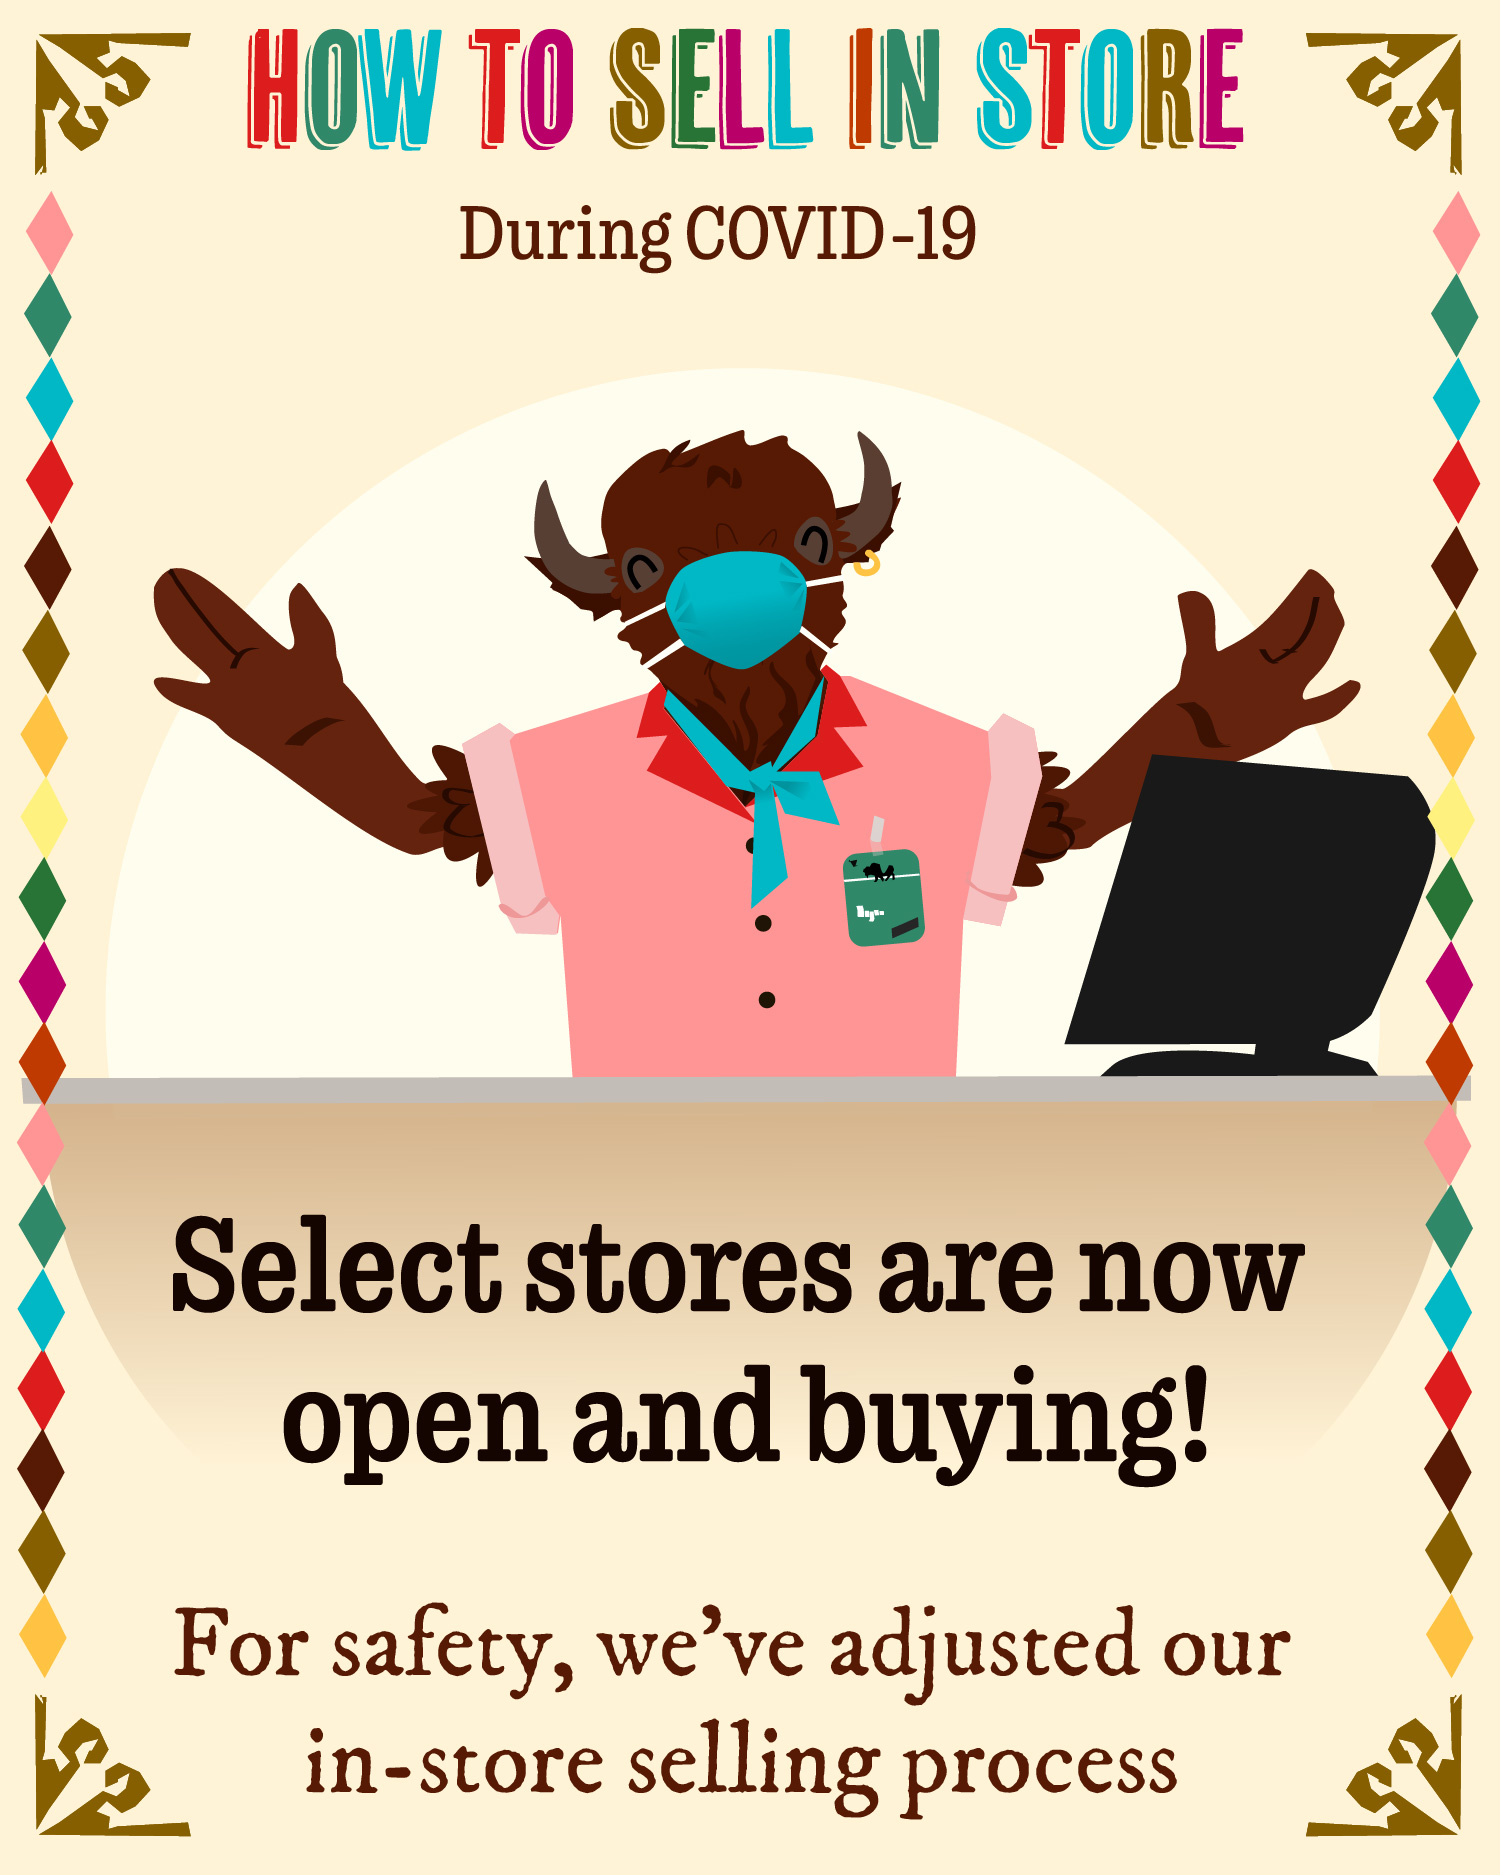 HOW TO SELL IN STORE
During COVID-19
Select stores are now
open and buying!
For safety, we've adjusted our
in-store selling process